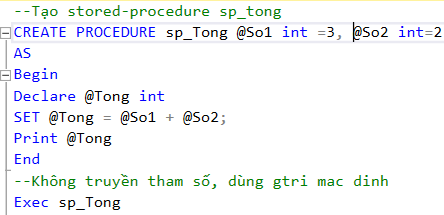 --Tạo stored-procedure sp_tong
CREATE PROCEDURE sp_Tong @So1 int =3, @So2 int=2
AS
Begin
Declare @Tong int
SET @Tong = @So1 + @So2;
Print @Tong
End
--Không truyền tham số, dùng gtri mac dinh
Exec sp_Tong